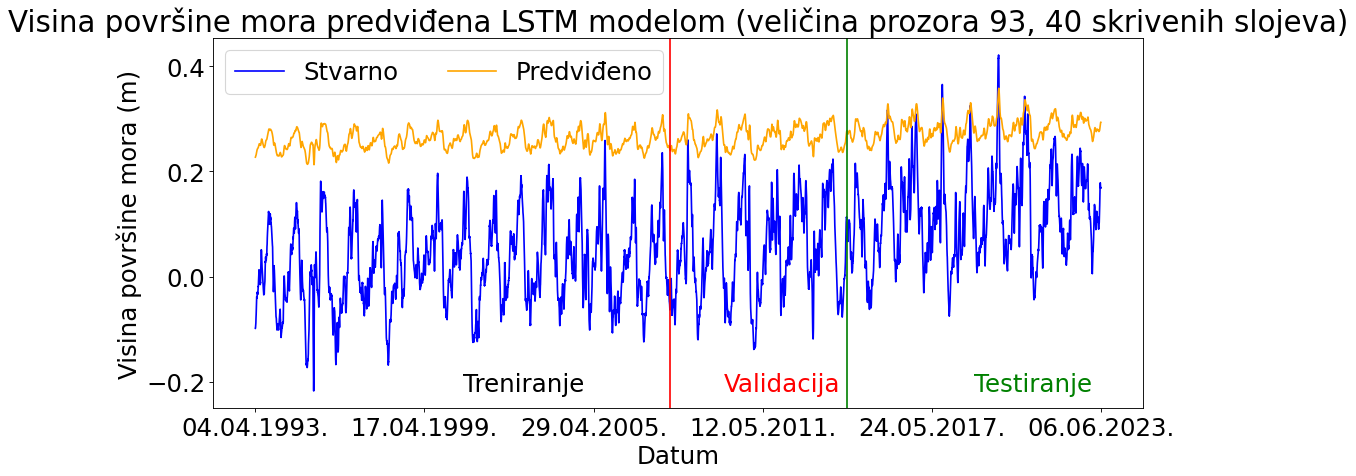 Visina površine mora predviđena LSTM modelom (veličina prozora 93, 40 skrivenih slojeva)
Stvarno Predviđeno
Visina površine mora (m)
0.4
0.2
0.0
−0.2
Treniranje Validacija Testiranje
04.04.1993. 17.04.1999. 29.04.2005. 12.05.2011. 24.05.2017. 06.06.2023.
Datum